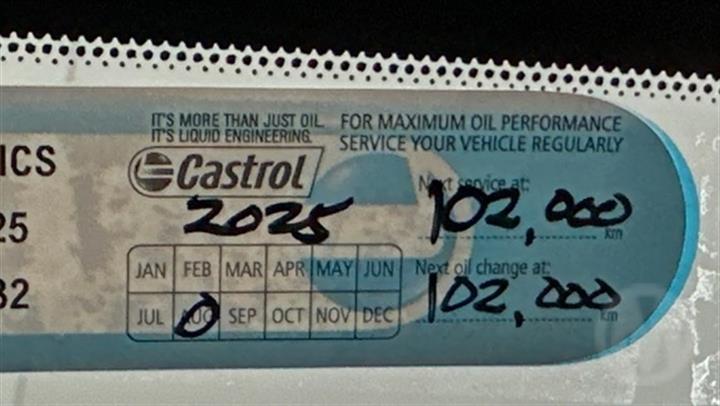 IT'S MORE THAN JUST OIL.
IT'S LIQUID ENGINEERING.
FOR MAXIMUM OIL PERFORMANCE
SERVICE YOUR VEHICLE REGULARLY
ICS
Castrol
Next service at:
2025
102,000 km
25
JAN FEB MAR APR MAY JUN
Next oil change at:
32
JUL AUG SEP OCT NOV DEC
102,000 km